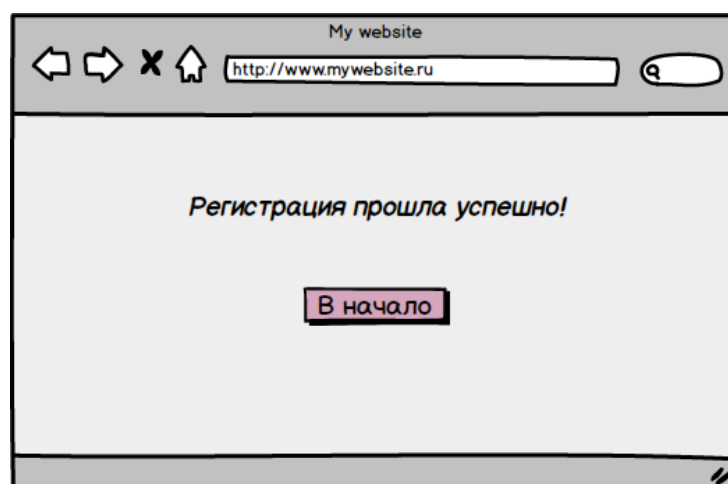 My website
http://www.mywebsite.ru
Регистрация прошла успешно!
В начало